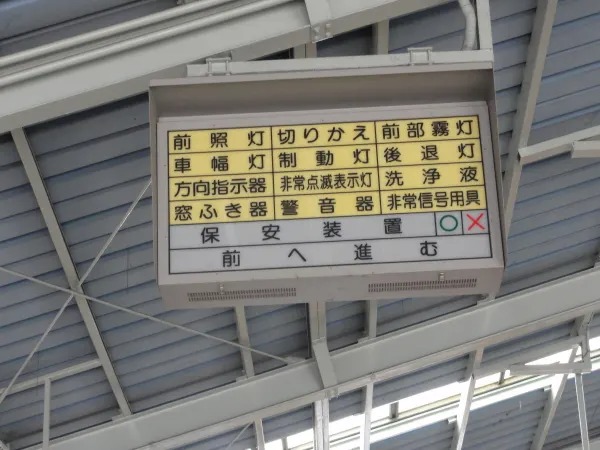 前照灯 切りかえ 前部霧灯
車幅灯 制動灯 後退灯
方向指示器 非常点滅表示灯 洗浄液
窓ふき器 警音器 非常信号用具
保安装置 ○ ×
前へ進む